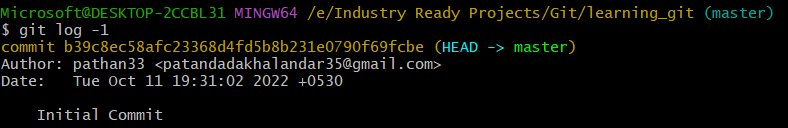 Microsoft@DESKTOP-2CCBL31 MINGW64 /e/Industry Ready Projects/Git/learning_git (master)
$ git log -1
commit b39c8ec58afc23368d4fd5b8b231e0790f69fcbe (HEAD -> master)
Author: pathan33 <patandadakhalandar35@gmail.com>
Date:   Tue Oct 11 19:31:02 2022 +0530
    Initial Commit